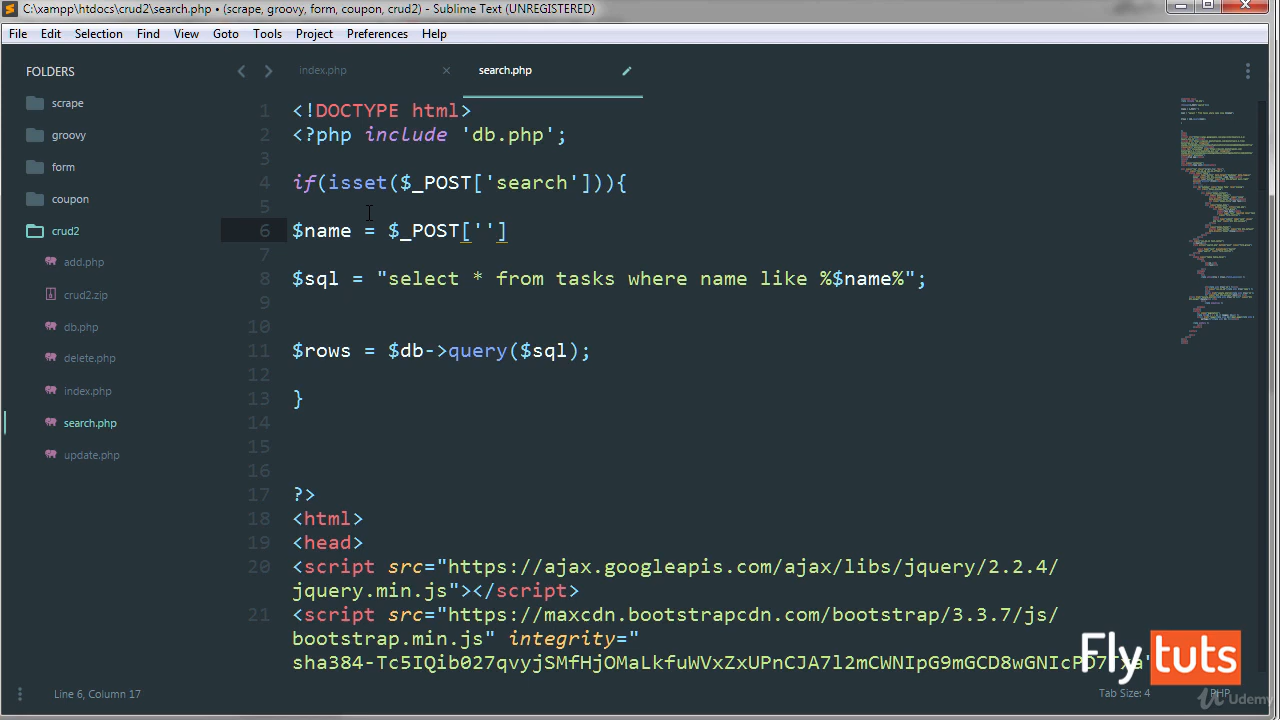 C:\xampp\htdocs\crud2\search.php • (scrape, groovy, form, coupon, crud2) - Sublime Text (UNREGISTERED)
File Edit Selection Find View Goto Tools Project Preferences Help
FOLDERS
scrape
groovy
form
coupon
crud2
add.php
crud2.zip
db.php
delete.php
index.php
search.php
update.php
index.php
search.php
1 <!DOCTYPE html>
2 <?php include 'db.php';
3
4 if(isset($_POST['search'])){
5
6 $name = $_POST['']
7
8 $sql = "select * from tasks where name like %$name%";
9
10
11 $rows = $db->query($sql);
12
13 }
14
15
16
17 ?>
18 <html>
19 <head>
20 <script src="https://ajax.googleapis.com/ajax/libs/jquery/2.2.4/
jquery.min.js"></script>
21 <script src="https://maxcdn.bootstrapcdn.com/bootstrap/3.3.7/js/
bootstrap.min.js" integrity="
Fly tuts
Line 6, Column 17
Tab Size: 4
PHP
Udemy